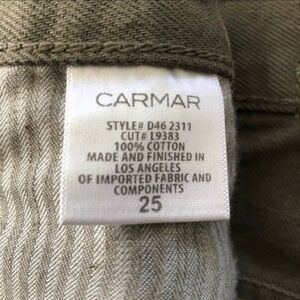 CARMAR
STYLE# D46 2311
CUT# L9383
100% COTTON
MADE AND FINISHED IN
LOS ANGELES
OF IMPORTED FABRIC AND
COMPONENTS
25